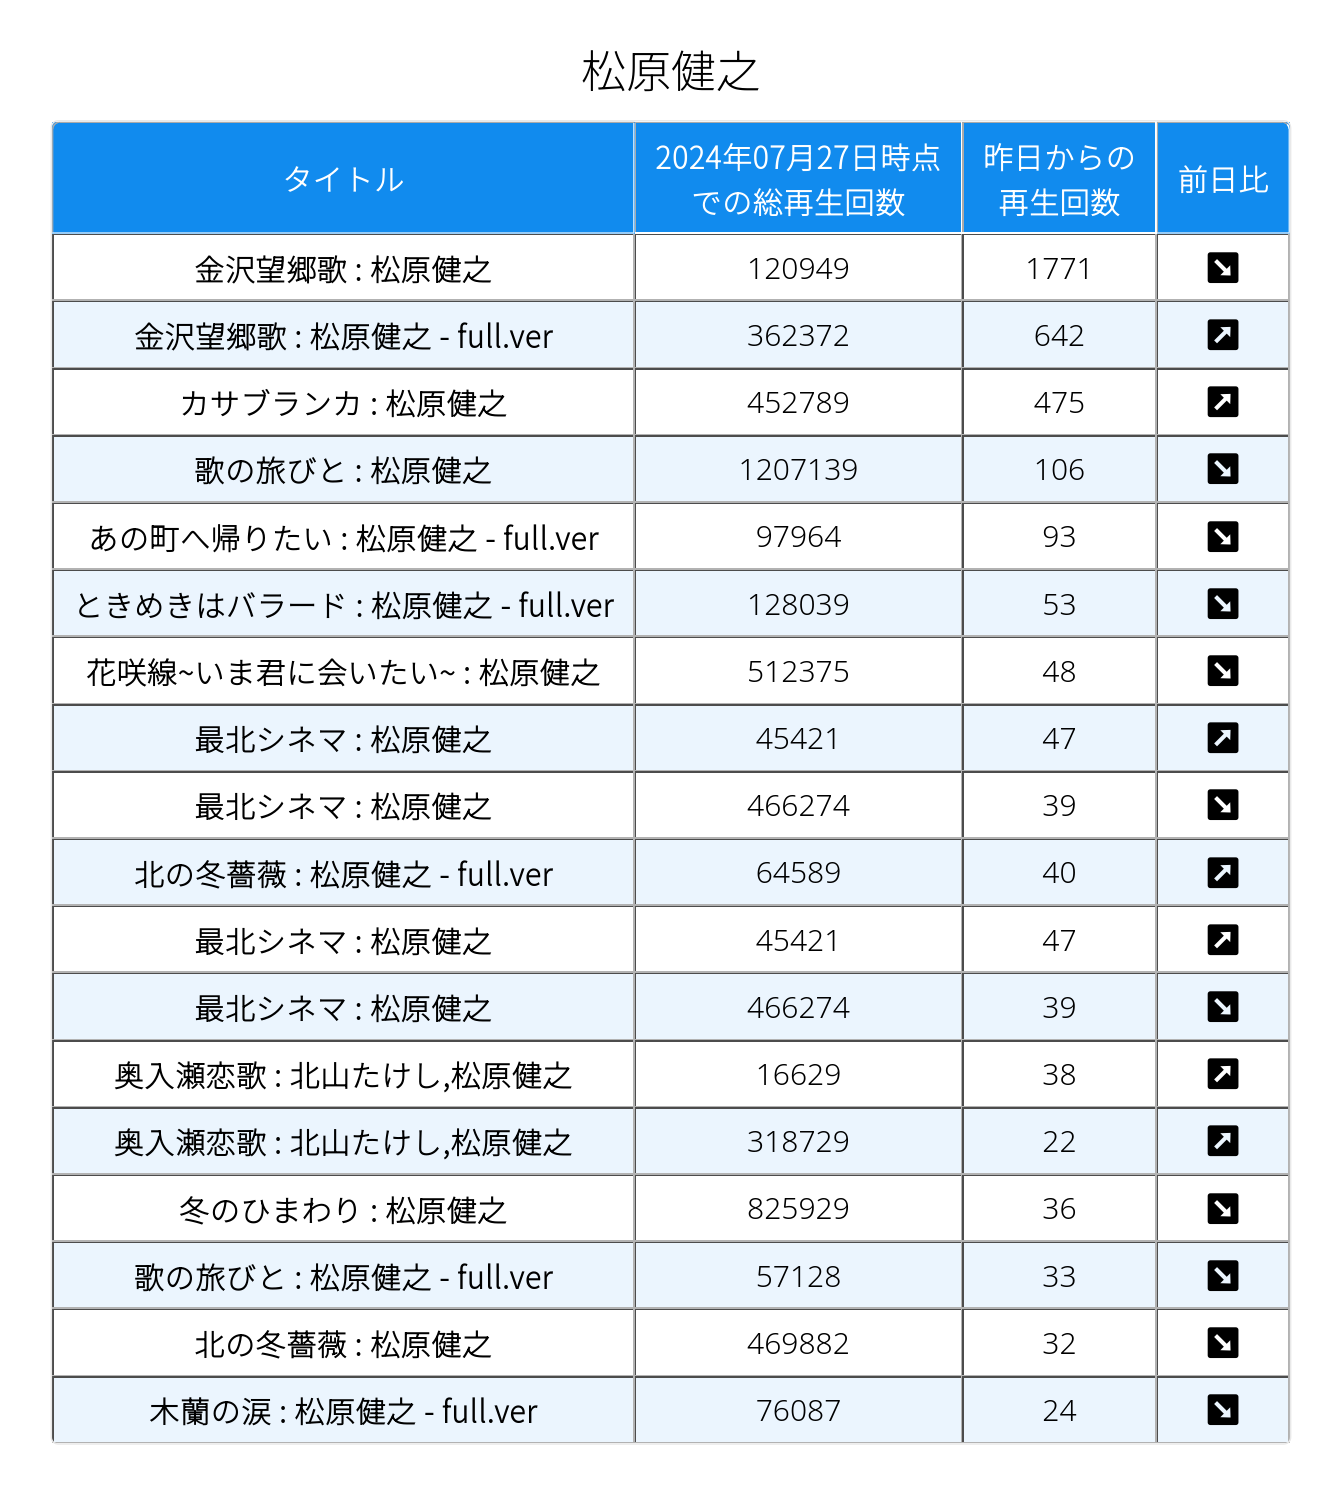 松原健之
タイトル
2024年07月27日時点
での総再生回数
昨日からの
再生回数
前日比
金沢望郷歌 : 松原健之 120949 1771
金沢望郷歌 : 松原健之 - full.ver 362372 642
カサブランカ : 松原健之 452789 475
歌の旅びと : 松原健之 1207139 106
あの町へ帰りたい : 松原健之 - full.ver 97964 93
ときめきはバラード : 松原健之 - full.ver 128039 53
花咲線~いま君に会いたい~ : 松原健之 512375 48
最北シネマ : 松原健之 45421 47
最北シネマ : 松原健之 466274 39
北の冬薔薇 : 松原健之 - full.ver 64589 40
最北シネマ : 松原健之 45421 47
最北シネマ : 松原健之 466274 39
奥入瀬恋歌 : 北山たけし,松原健之 16629 38
奥入瀬恋歌 : 北山たけし,松原健之 318729 22
冬のひまわり : 松原健之 825929 36
歌の旅びと : 松原健之 - full.ver 57128 33
北の冬薔薇 : 松原健之 469882 32
木蘭の涙 : 松原健之 - full.ver 76087 24